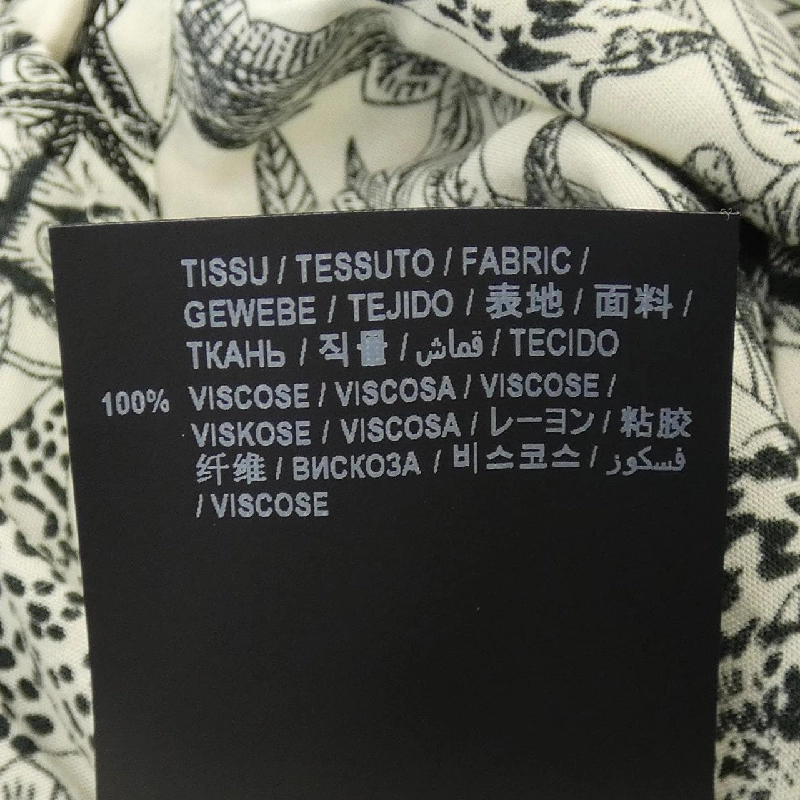 TISSU / TESSUTO / FABRIC /
GEWEBE / TEJIDO / 表地 / 面料 /
ТКАНЬ / 직물 / قماش / TECIDO
100% VISCOSE / VISCOSA / VISCOSE /
VISKOSE / VISCOSA / レーヨン / 粘胶
纤维 / ВИСКОЗА / 비스코스 / فسكوز
/ VISCOSE